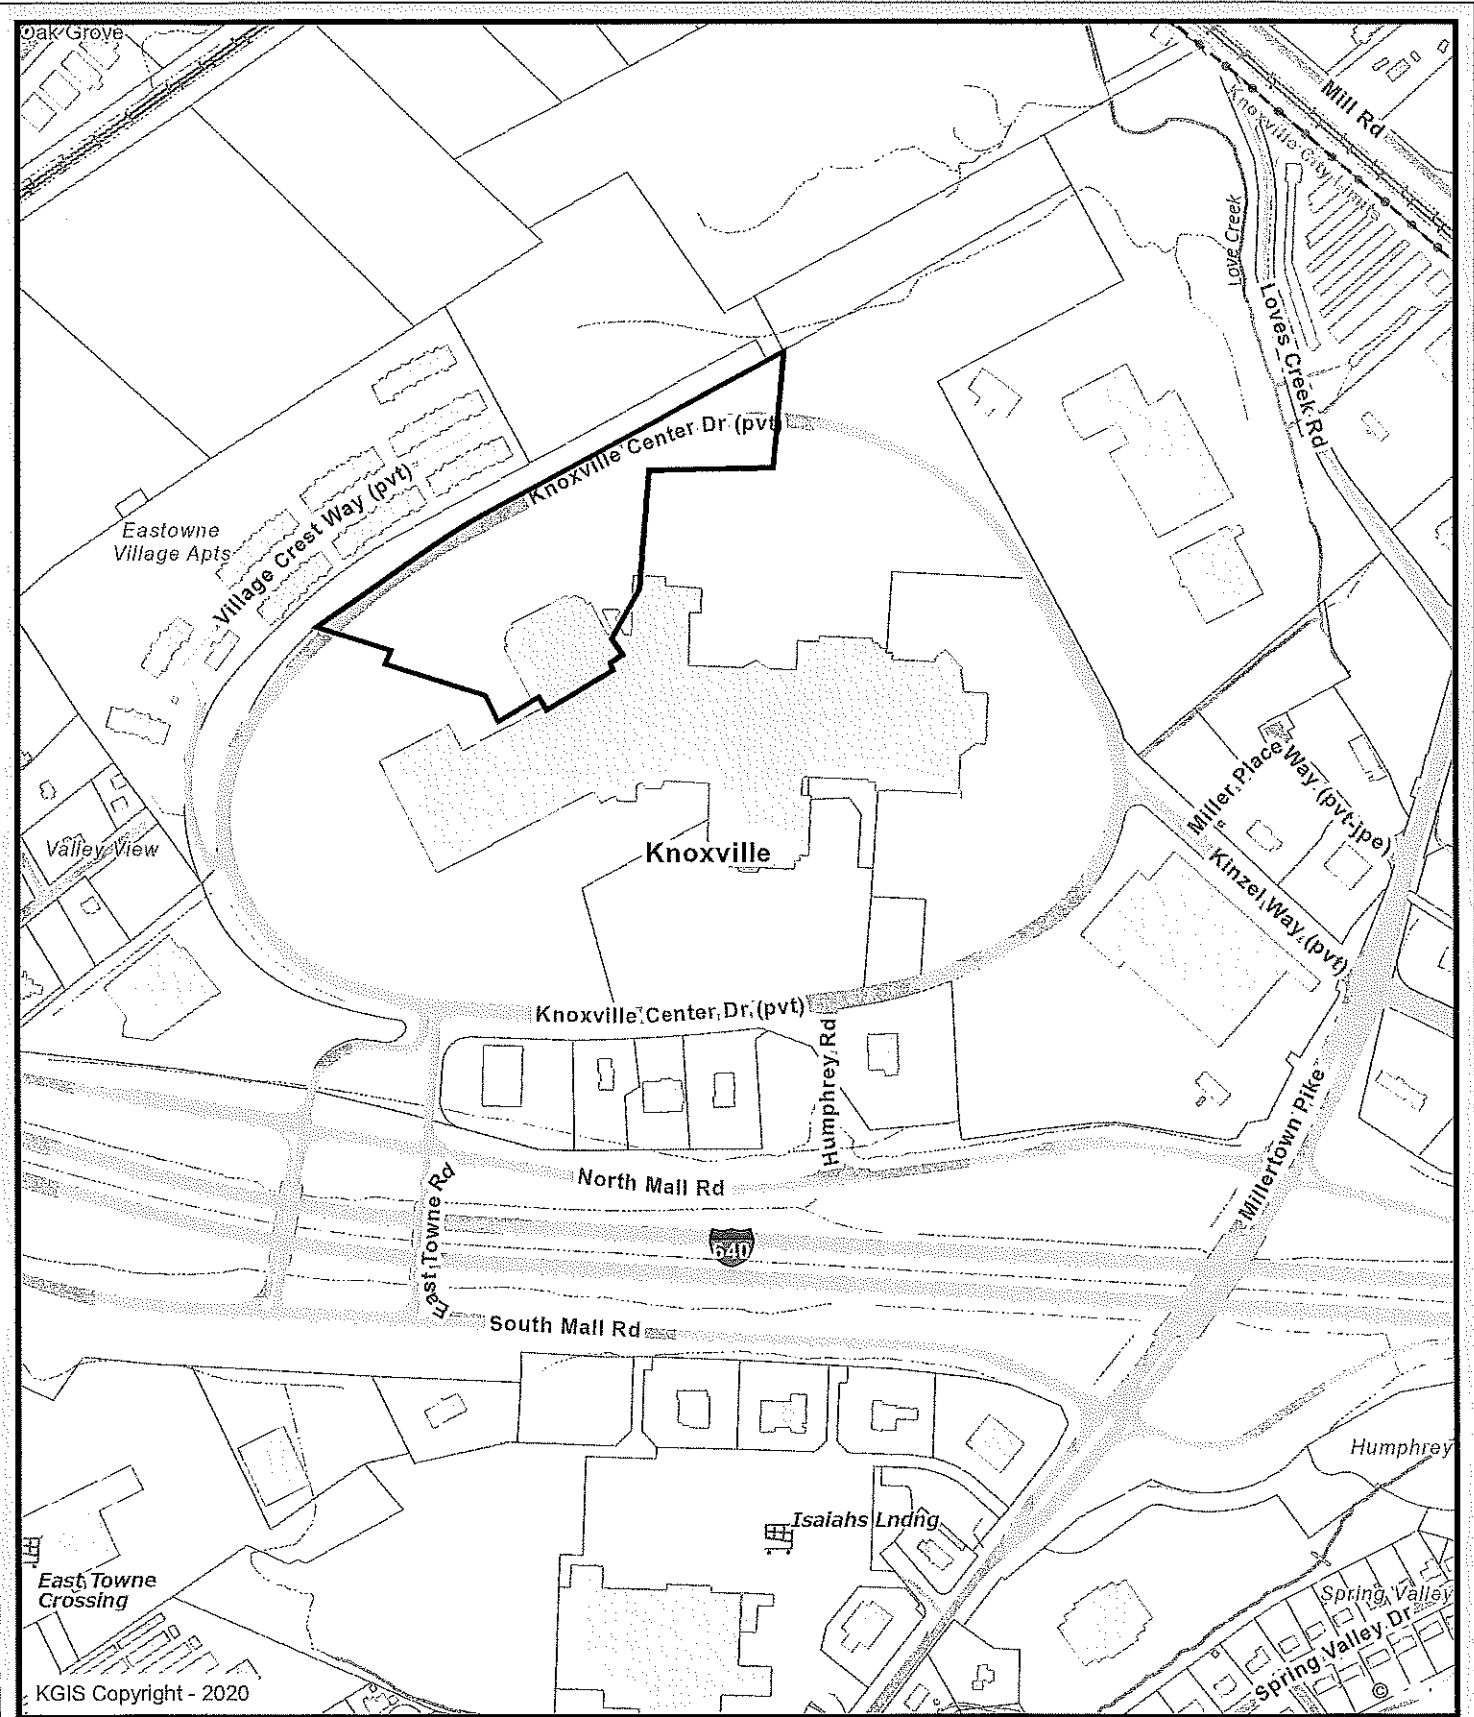 Oak Grove
Mill Rd
Knoxville City Limits
Love Creek
Loves Creek Rd
Knoxville Center Dr (pvt)
Village Crest Way (pvt)
Eastowne
Village Apts
Miller Place Way (pvt-jpe)
Kinzel Way (pvt)
Valley View
Knoxville
Knoxville Center Dr (pvt)
Humphrey Rd
Millertown Pike
North Mall Rd
East Towne Rd
640
South Mall Rd
Humphrey
Isaiahs Lndng
East Towne
Crossing
Spring Valley
Spring Valley Dr
KGIS Copyright - 2020
©